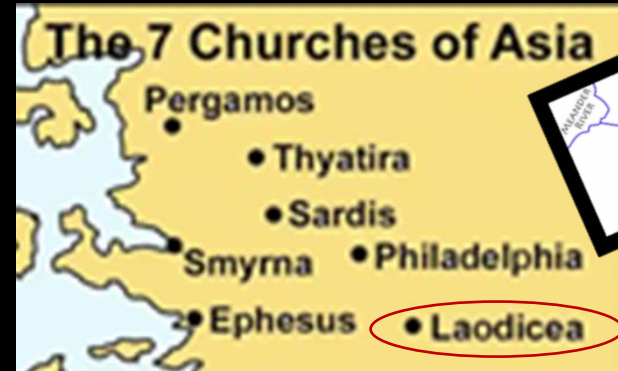 The 7 Churches of Asia
Pergamos
MEANDER
RIVER
Thyatira
Sardis
Smyrna
Philadelphia
Ephesus
Laodicea